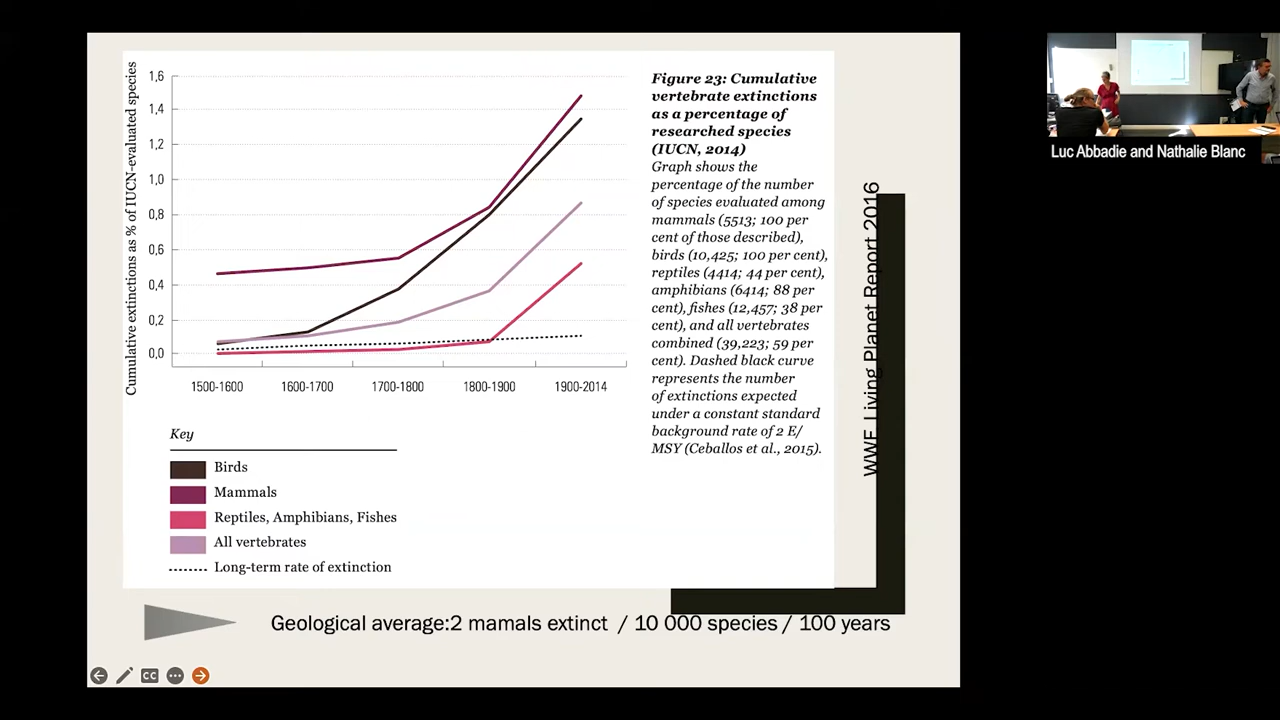 Cumulative extinctions as % of IUCN-evaluated species
1,6
1,4
1,2
1,0
0,8
0,6
0,4
0,2
0,0
1500-1600
1600-1700
1700-1800
1800-1900
1900-2014
Key
Birds
Mammals
Reptiles, Amphibians, Fishes
All vertebrates
Long-term rate of extinction
Figure 23: Cumulative
vertebrate extinctions
as a percentage of
researched species
(IUCN, 2014)
Graph shows the
percentage of the number
of species evaluated among
mammals (5513; 100 per
cent of those described),
birds (10,425; 100 per cent),
reptiles (4414; 44 per cent),
amphibians (6414; 88 per
cent), fishes (12,457; 38 per
cent), and all vertebrates
combined (39,223; 59 per
cent). Dashed black curve
represents the number
of extinctions expected
under a constant standard
background rate of 2 E/
MSY (Ceballos et al., 2015).
WWF Living Planet Report 2016
Geological average:2 mamals extinct / 10 000 species / 100 years
CC
Luc Abbadie and Nathalie Blanc